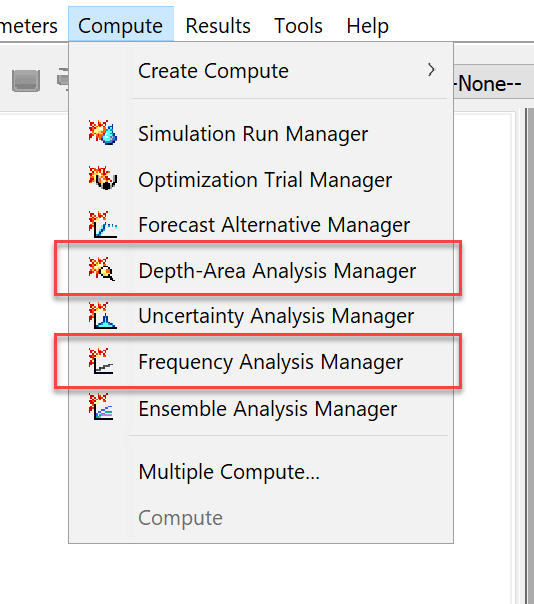 meters Compute Results Tools Help
Create Compute
--None--
Simulation Run Manager
Optimization Trial Manager
Forecast Alternative Manager
Depth-Area Analysis Manager
Uncertainty Analysis Manager
Frequency Analysis Manager
Ensemble Analysis Manager
Multiple Compute...
Compute